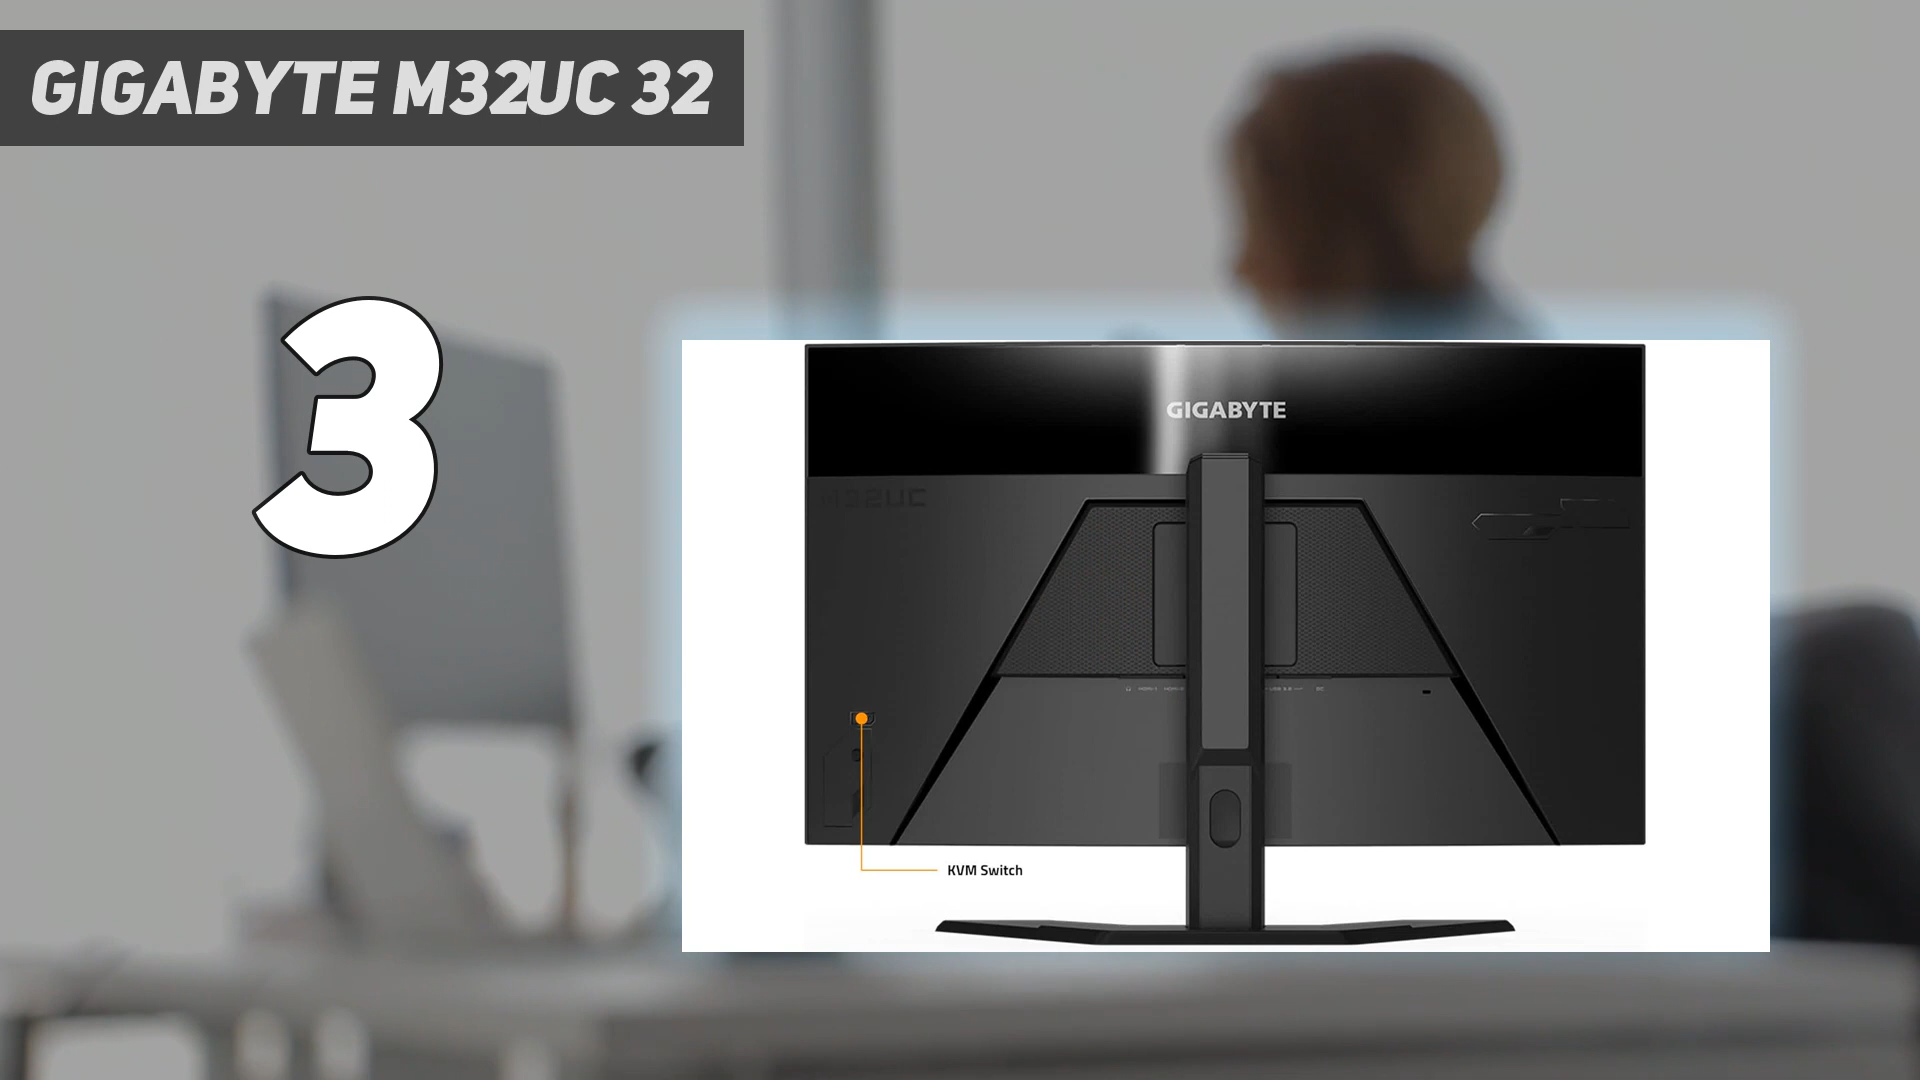 GIGABYTE M32UC 32
3
GIGABYTE
M32UC
KVM Switch